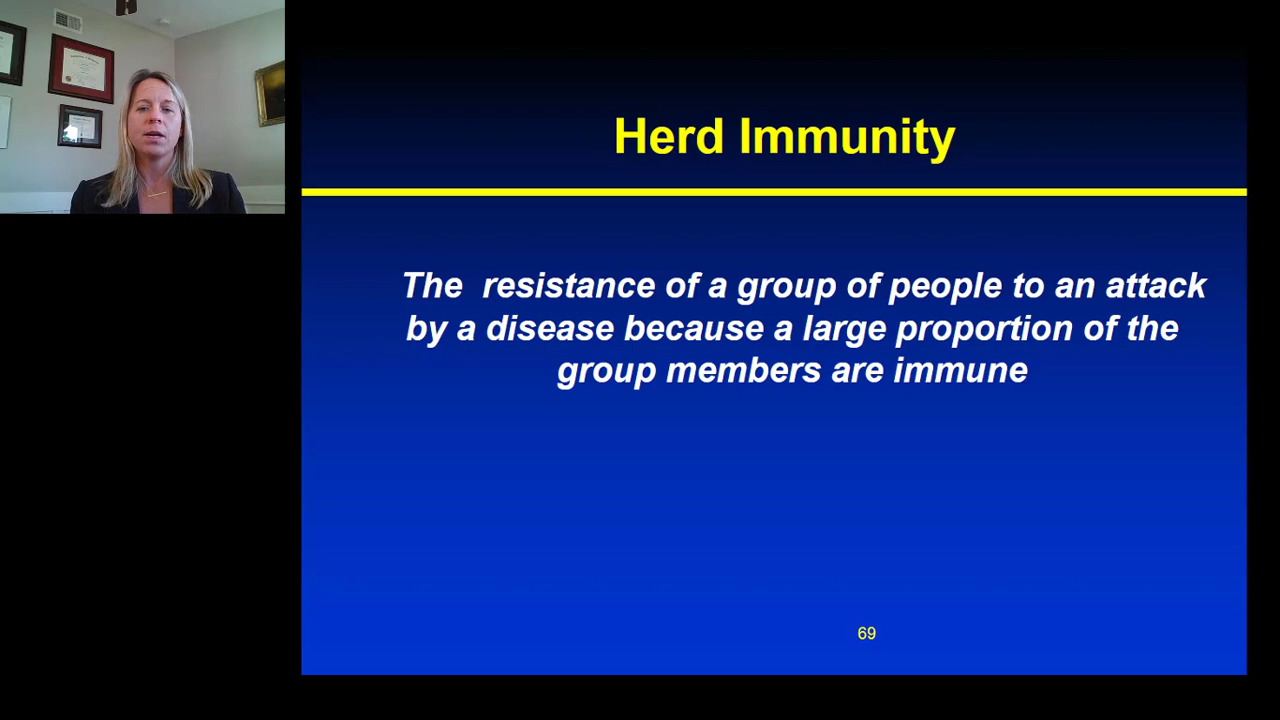 Herd Immunity
The  resistance of a group of people to an attack
by a disease because a large proportion of the
group members are immune
69